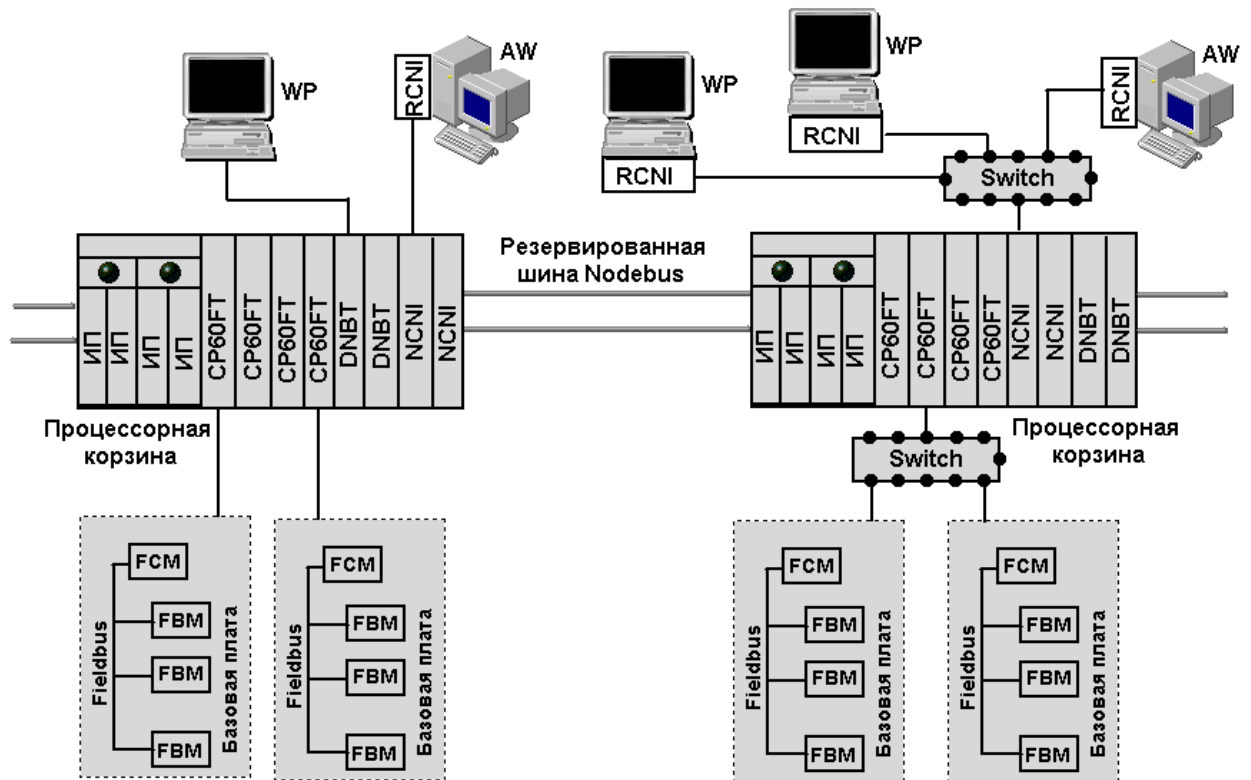 WP
RCNI
AW
WP
RCNI
WP
RCNI
RCNI
AW
Switch
Резервированная
шина Nodebus
ИП
ИП
ИП
ИП
CP60FT
CP60FT
CP60FT
CP60FT
DNBT
DNBT
NCNI
NCNI
ИП
ИП
ИП
ИП
CP60FT
CP60FT
CP60FT
CP60FT
NCNI
NCNI
DNBT
DNBT
Процессорная
корзина
Процессорная
корзина
Switch
Fieldbus
FCM
FBM
FBM
FBM
Базовая плата
Fieldbus
FCM
FBM
FBM
FBM
Базовая плата
Fieldbus
FCM
FBM
FBM
FBM
Базовая плата
Fieldbus
FCM
FBM
FBM
FBM
Базовая плата